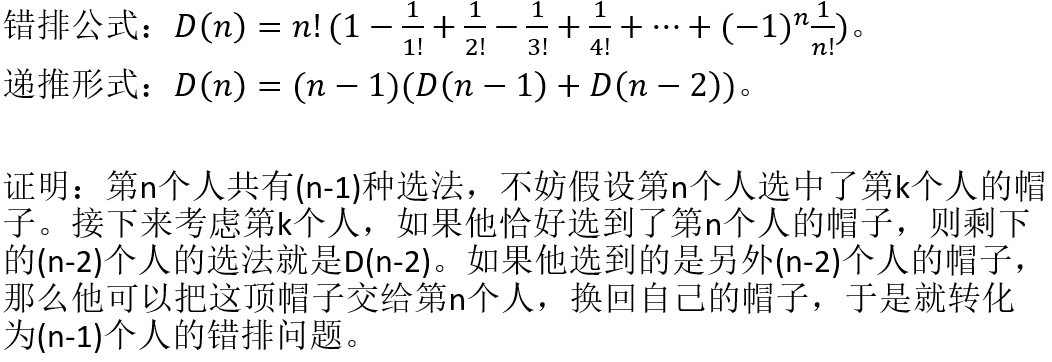 错排公式：D(n) = n! (1 − 1/1! + 1/2! − 1/3! + 1/4! + ⋯ + (−1)ⁿ 1/n!)。
递推形式：D(n) = (n − 1)(D(n − 1) + D(n − 2))。
证明：第n个人共有(n-1)种选法，不妨假设第n个人选中了第k个人的帽
子。接下来考虑第k个人，如果他恰好选到了第n个人的帽子，则剩下
的(n-2)个人的选法就是D(n-2)。如果他选到的是另外(n-2)个人的帽子，
那么他可以把这顶帽子交给第n个人，换回自己的帽子，于是就转化
为(n-1)个人的错排问题。